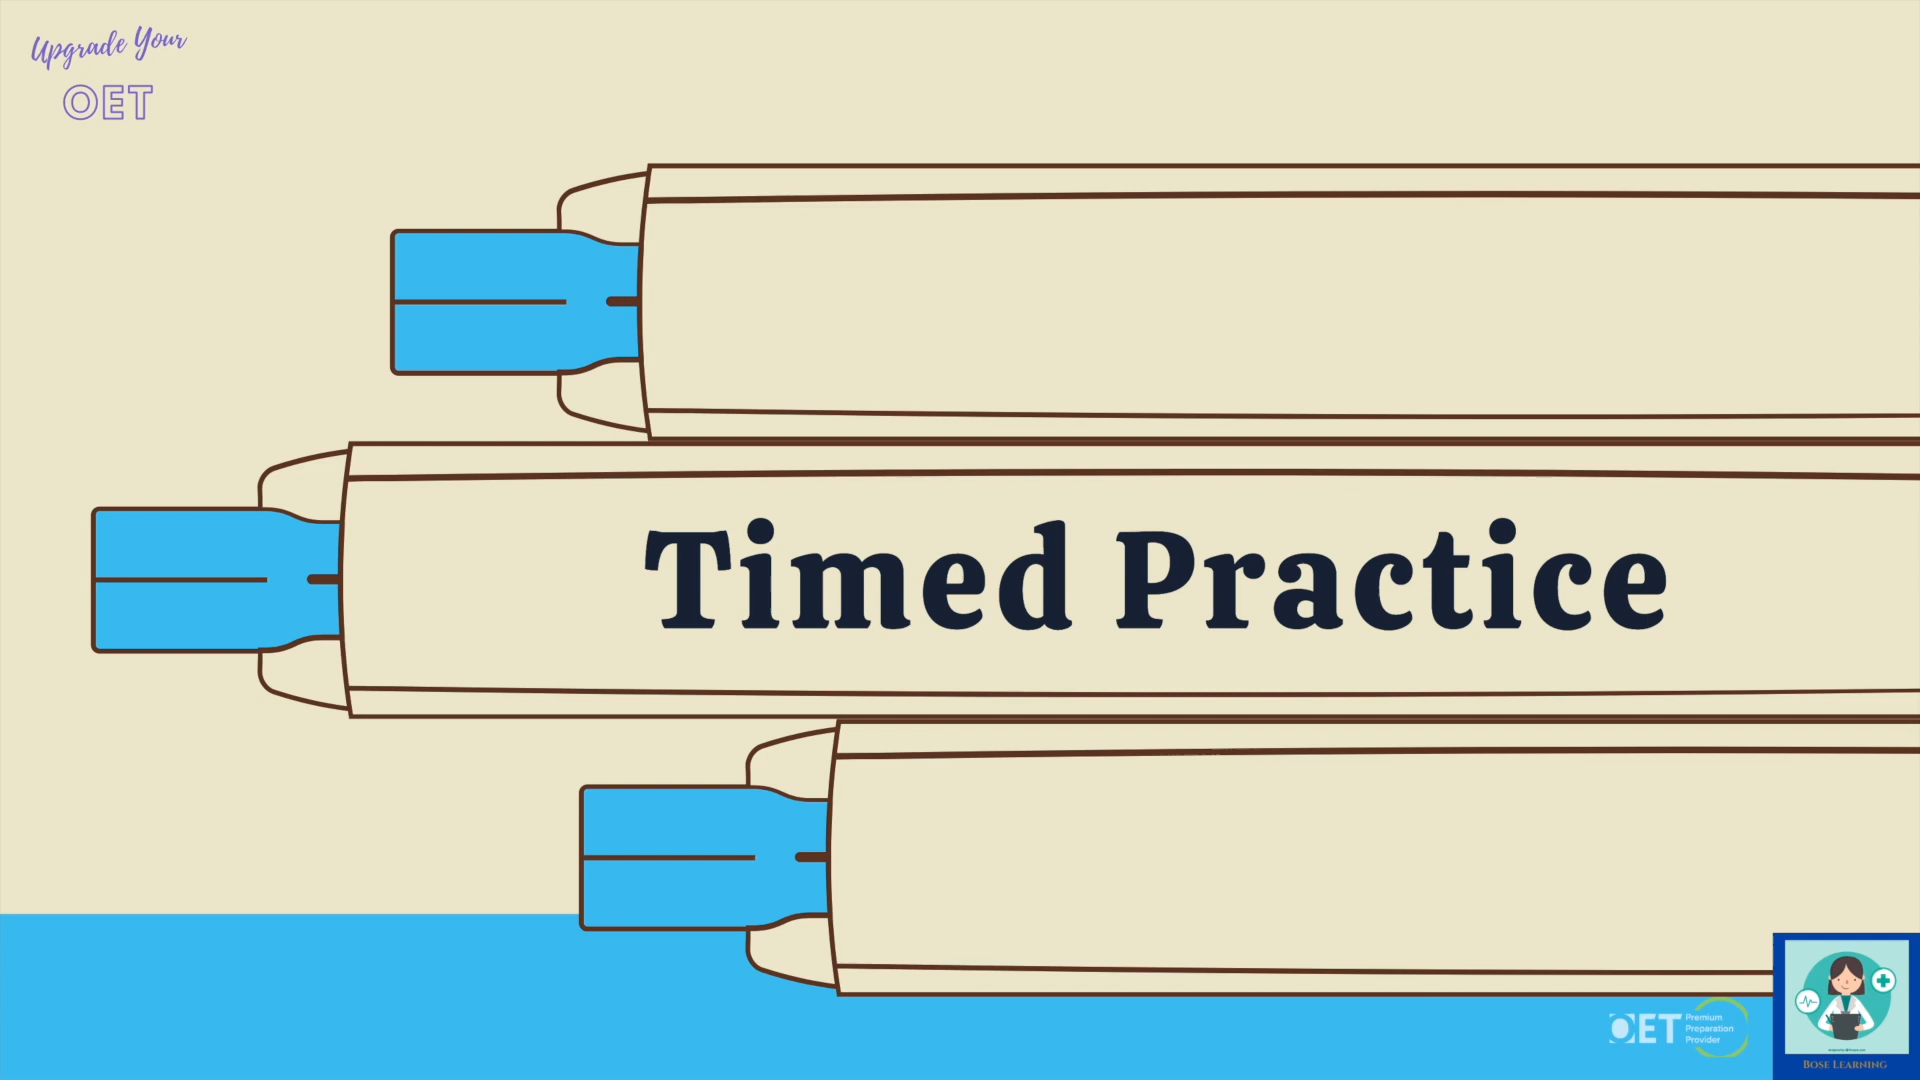 Upgrade Your
OET
Timed Practice
OET
Premium
Preparation
Provider
BOSE LEARNING